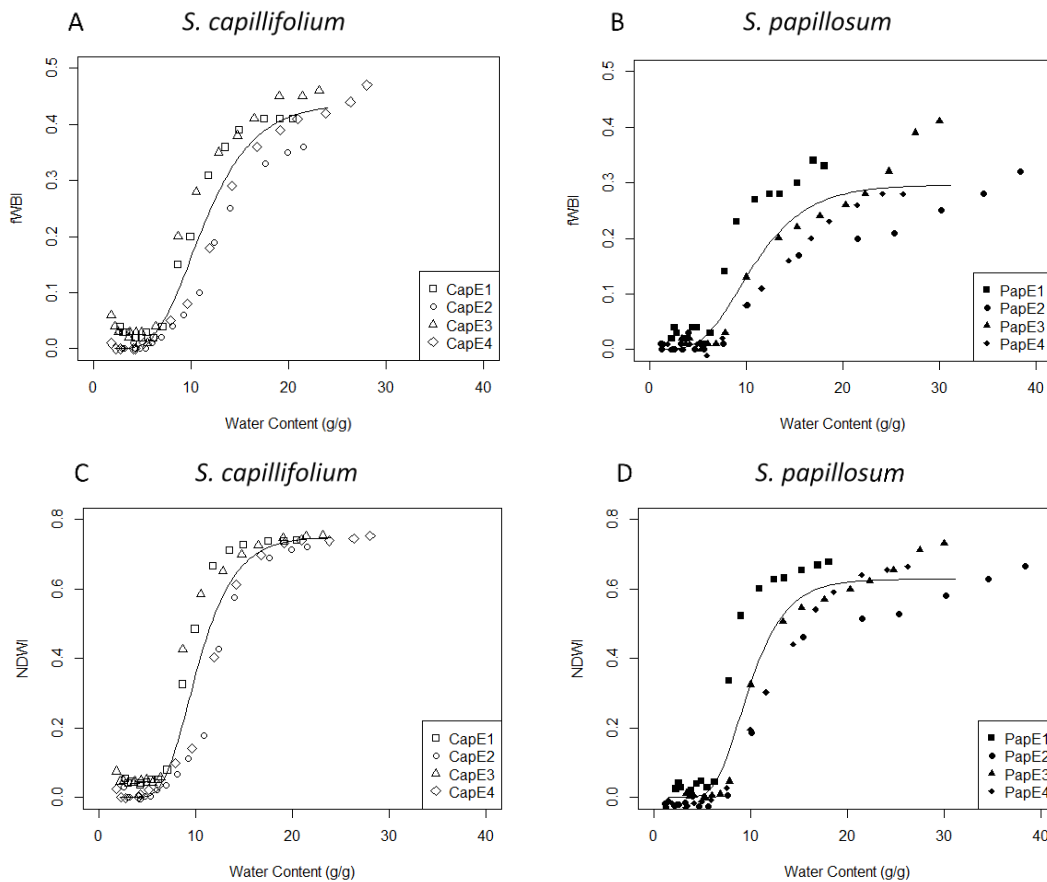 A
S. capillifolium
fWBI
0.0 0.1 0.2 0.3 0.4 0.5
CapE1
CapE2
CapE3
CapE4
0 10 20 30 40
Water Content (g/g)
B
S. papillosum
fWBI
0.0 0.1 0.2 0.3 0.4 0.5
PapE1
PapE2
PapE3
PapE4
0 10 20 30 40
Water Content (g/g)
C
S. capillifolium
NDWI
0.0 0.2 0.4 0.6 0.8
CapE1
CapE2
CapE3
CapE4
0 10 20 30 40
Water Content (g/g)
D
S. papillosum
NDWI
0.0 0.2 0.4 0.6 0.8
PapE1
PapE2
PapE3
PapE4
0 10 20 30 40
Water Content (g/g)